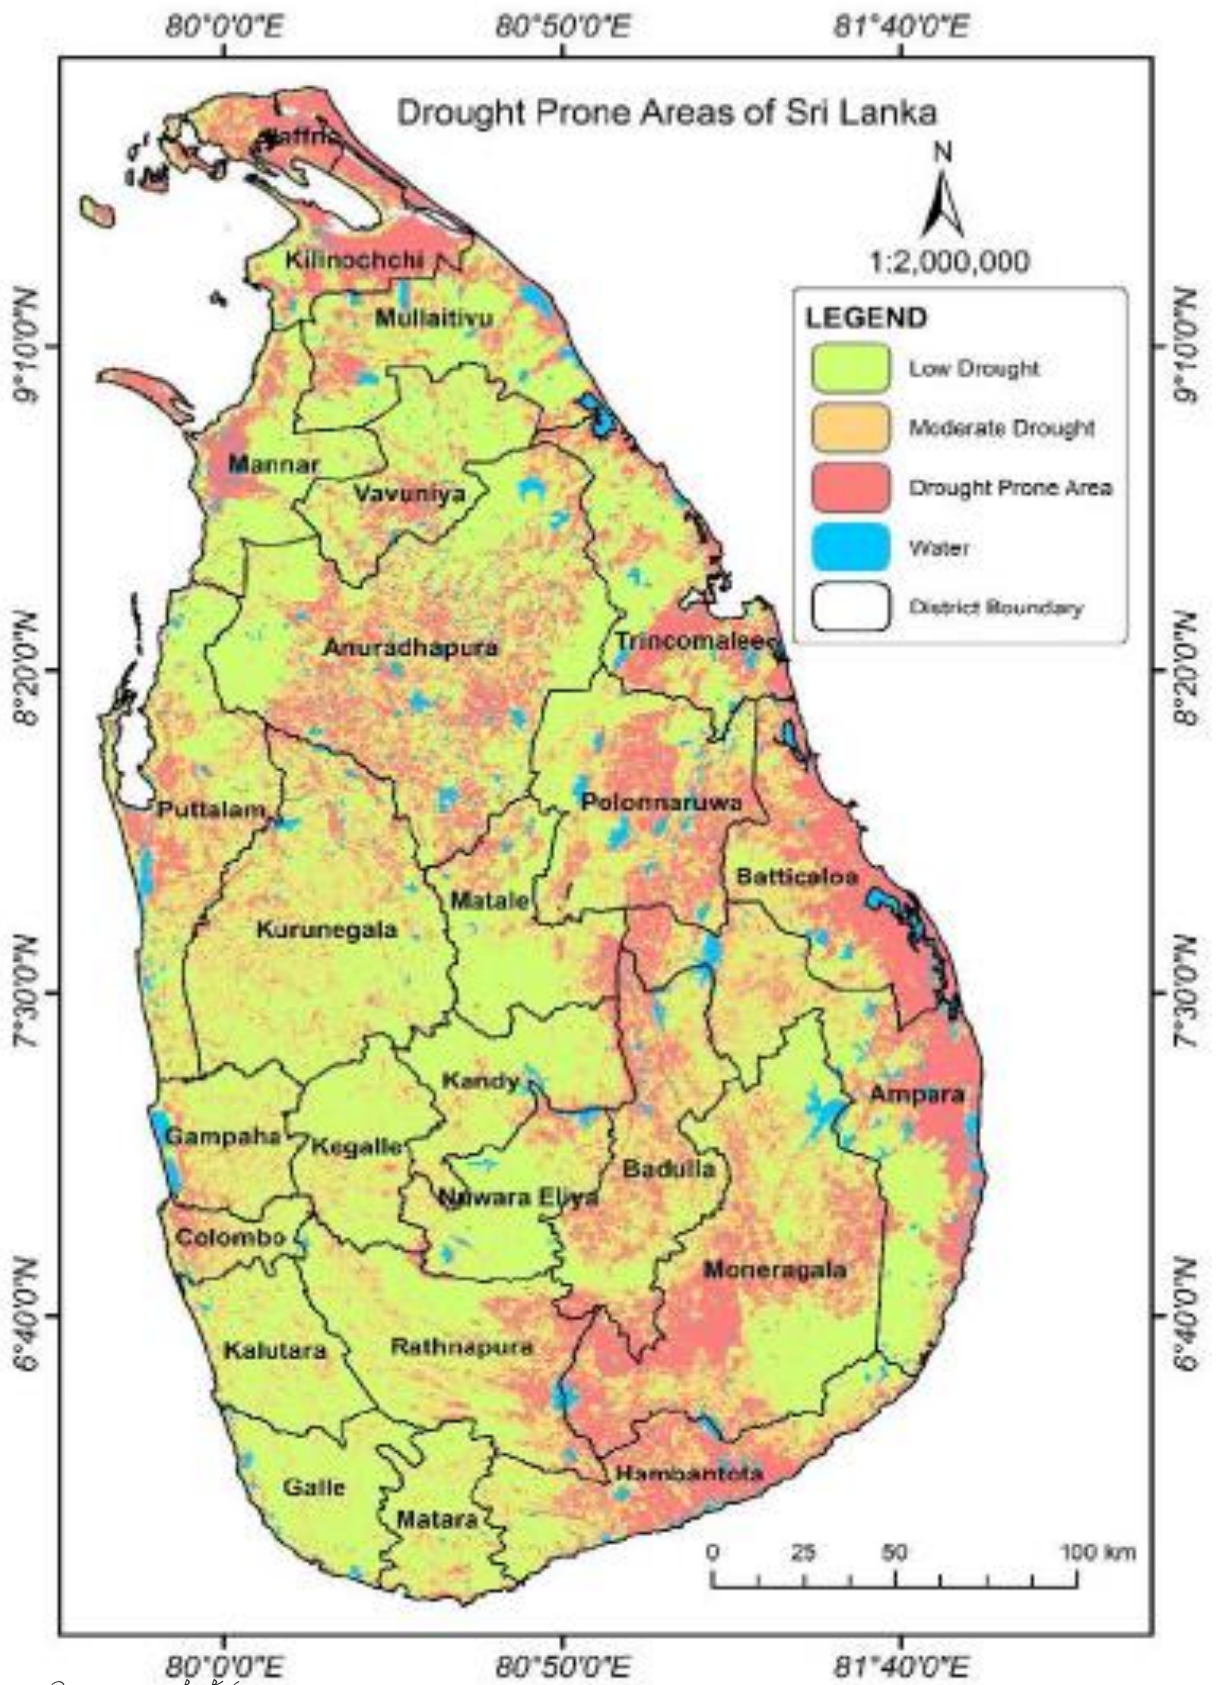 80°0'0"E 80°50'0"E 81°40'0"E
Drought Prone Areas of Sri Lanka
N
1:2,000,000
LEGEND
Low Drought
Moderate Drought
Drought Prone Area
Water
District Boundary
Jaffna
Kilinochchi
Mullaitivu
Mannar
Vavuniya
Anuradhapura
Trincomalee
Puttalam
Polonnaruwa
Batticaloa
Matale
Kurunegala
Kandy
Ampara
Gampaha
Kegalle
Badulla
Nuwara Eliya
Colombo
Moneragala
Kalutara
Rathnapura
Hambantota
Galle
Matara
0 25 50 100 km
9°10'0"N 9°10'0"N
8°20'0"N 8°20'0"N
7°30'0"N 7°30'0"N
6°40'0"N 6°40'0"N
80°0'0"E 80°50'0"E 81°40'0"E